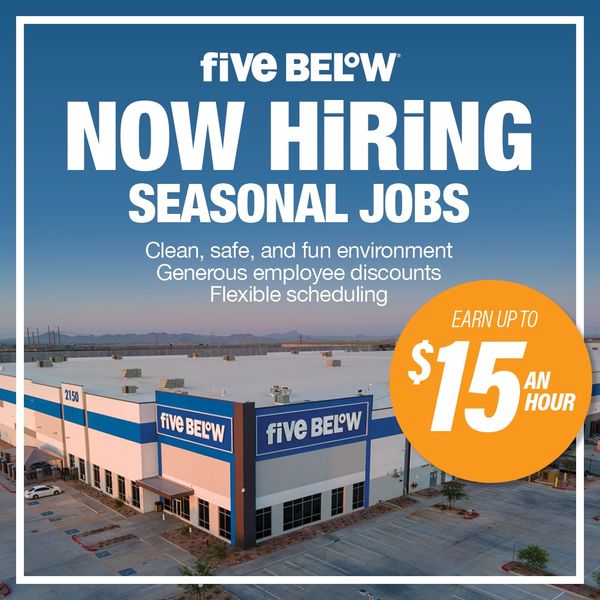 five BELOW
NOW HiRiNG
SEASONAL JOBS
Clean, safe, and fun environment
Generous employee discounts
Flexible scheduling
EARN UP TO
$15 AN HOUR
2150
five BELOW
five BELOW